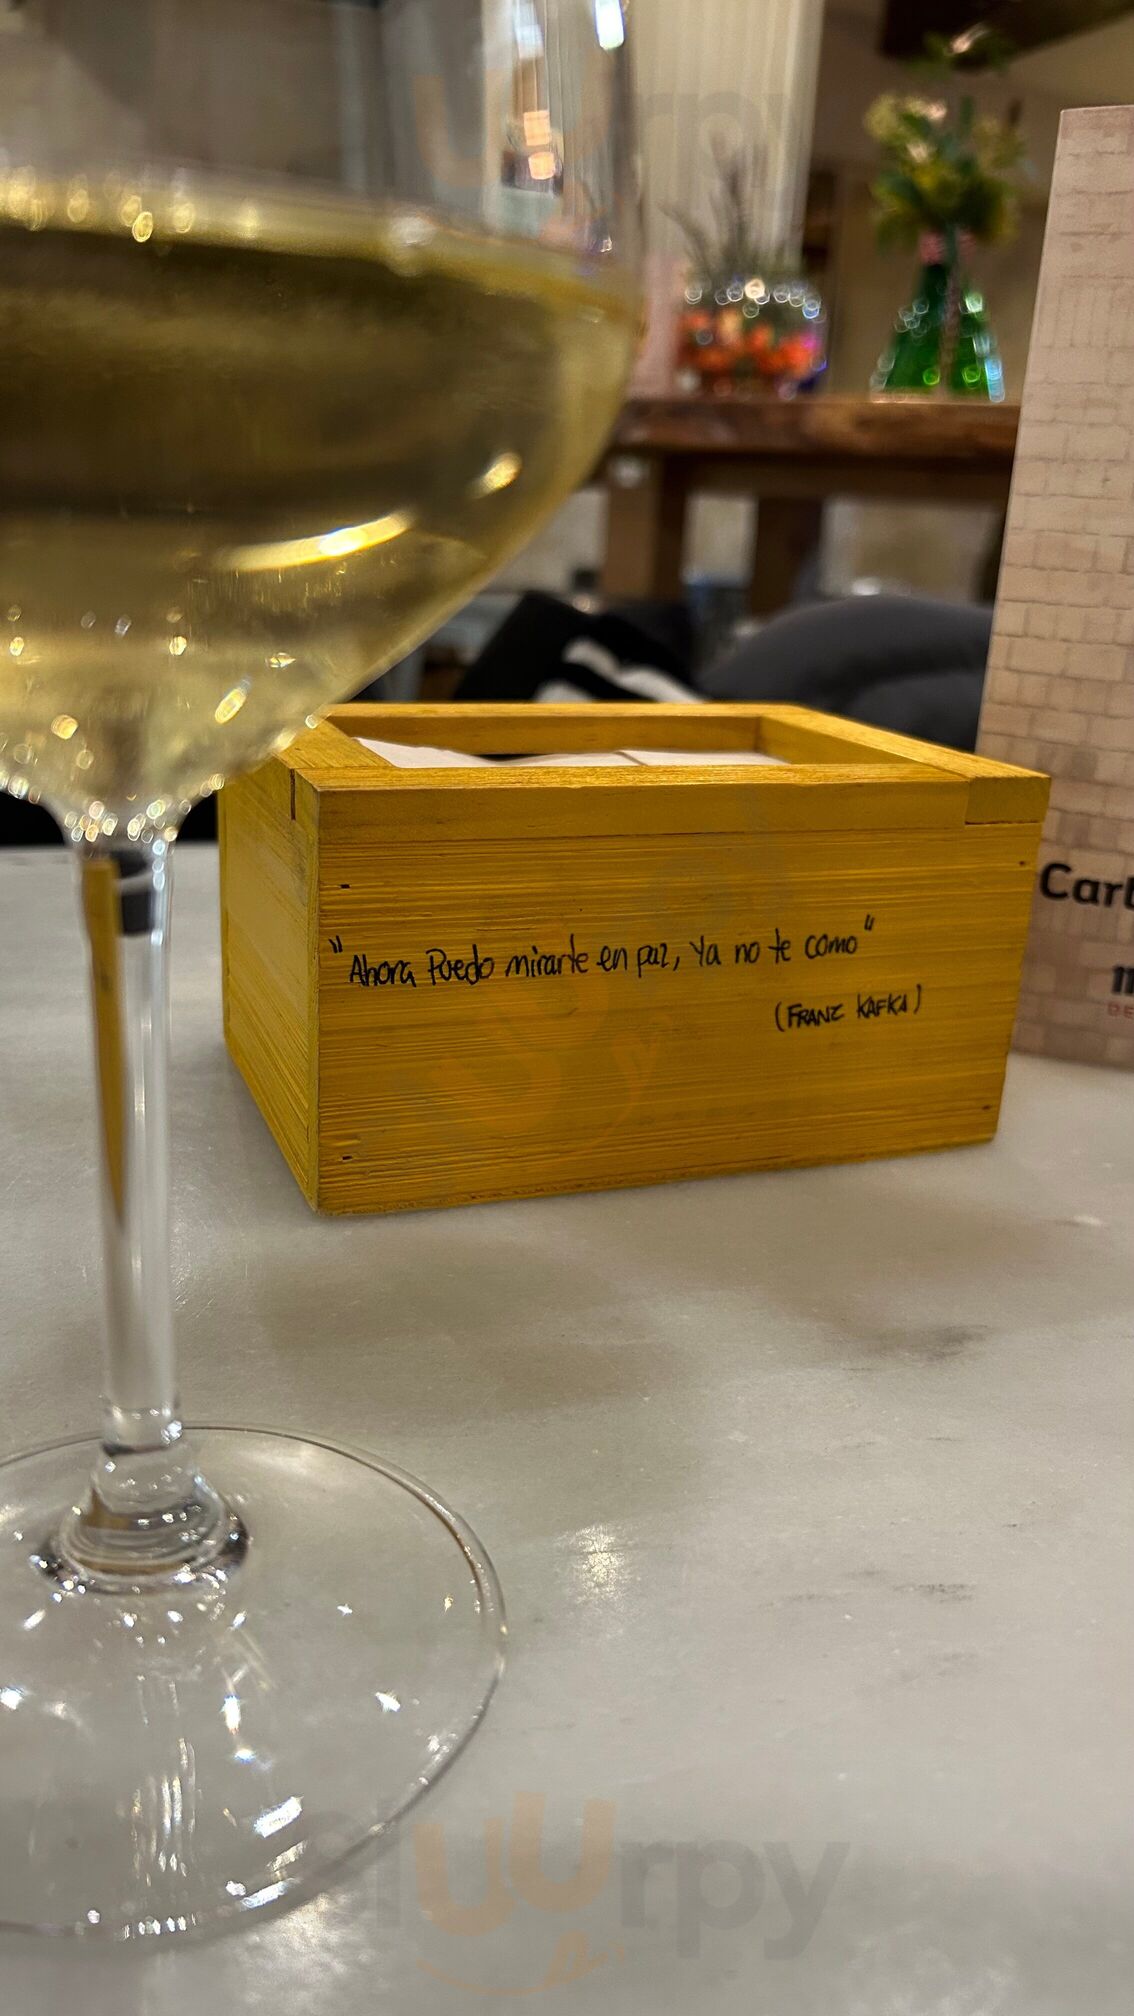 "Ahora Puedo mirarte en paz, Ya no te como"
(FRANZ KAFKA)